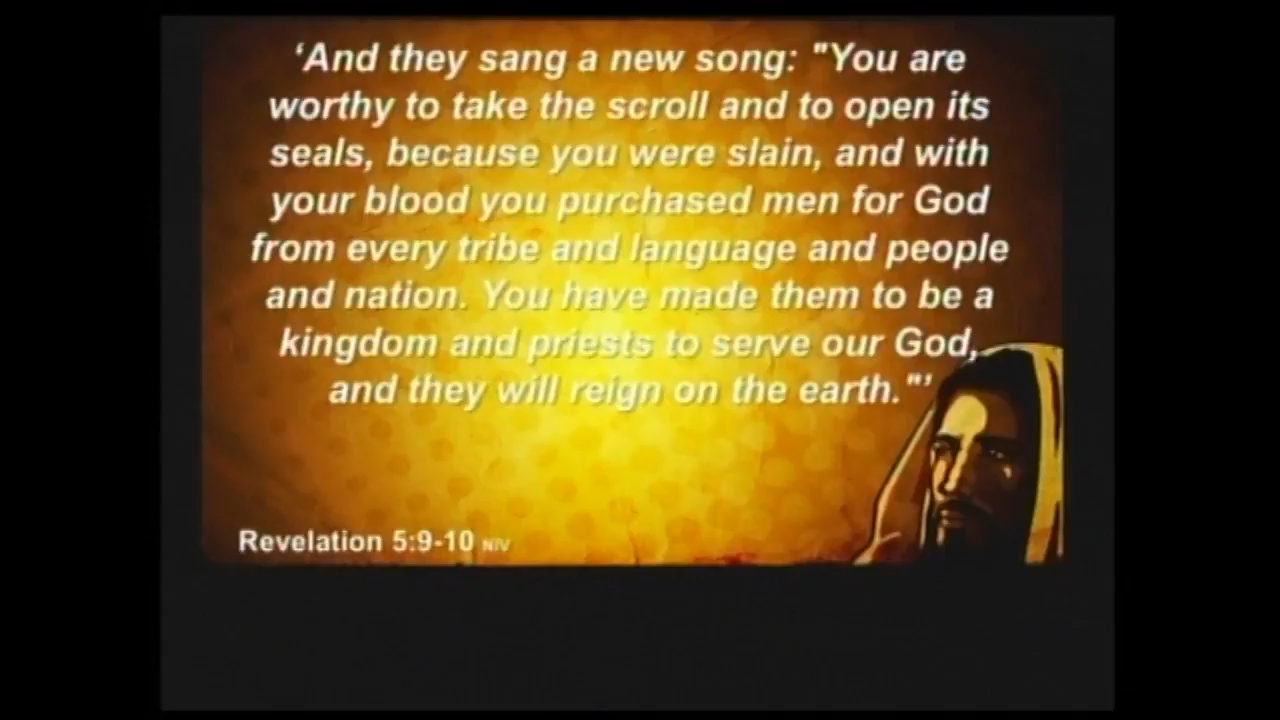 ‘And they sang a new song: "You are
worthy to take the scroll and to open its
seals, because you were slain, and with
your blood you purchased men for God
from every tribe and language and people
and nation. You have made them to be a
kingdom and priests to serve our God,
and they will reign on the earth."’
Revelation 5:9-10 NIV